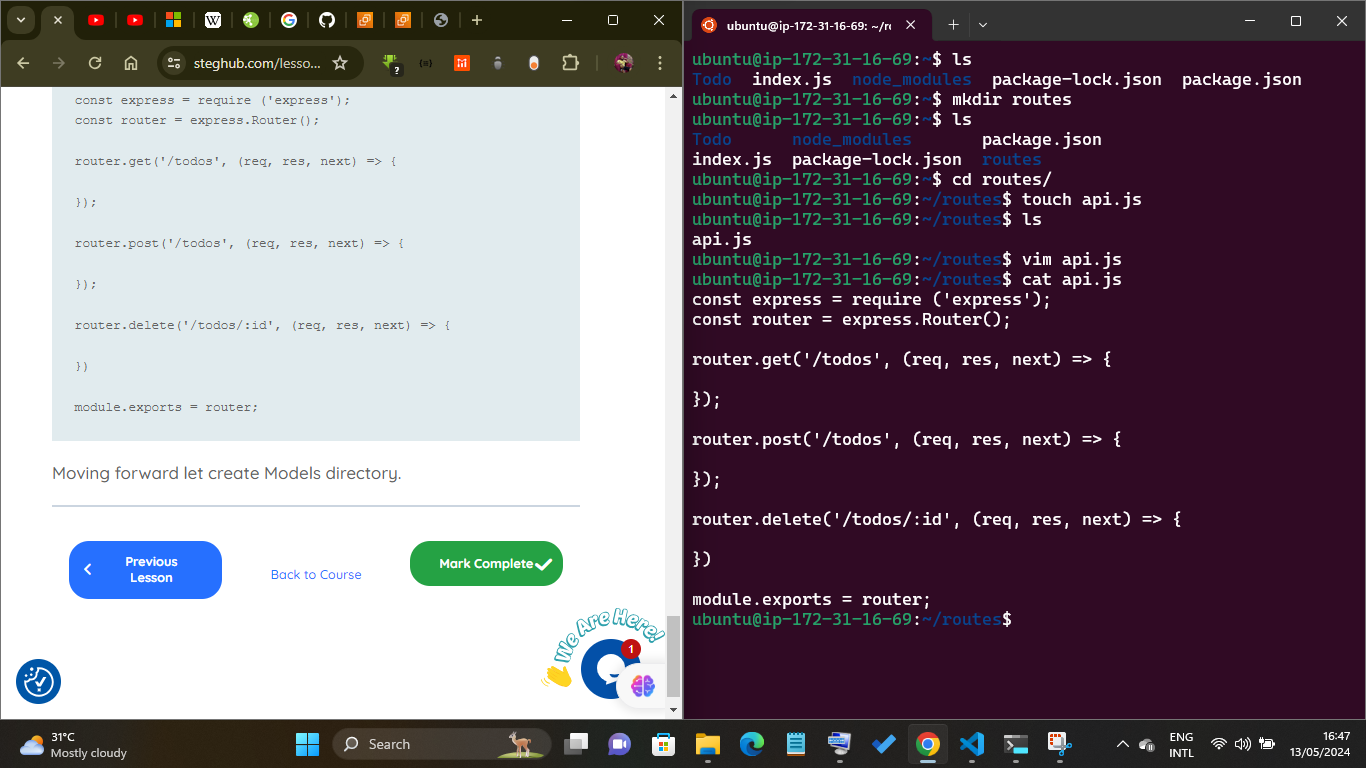 steghub.com/lesso...
const express = require ('express');
const router = express.Router();
router.get('/todos', (req, res, next) => {
});
router.post('/todos', (req, res, next) => {
});
router.delete('/todos/:id', (req, res, next) => {
})
module.exports = router;
Moving forward let create Models directory.
Previous
Lesson
Back to Course
Mark Complete
We Are Here!
1
ubuntu@ip-172-31-16-69: ~/r
ubuntu@ip-172-31-16-69:~$ ls
Todo index.js node_modules package-lock.json package.json
ubuntu@ip-172-31-16-69:~$ mkdir routes
ubuntu@ip-172-31-16-69:~$ ls
Todo node_modules package.json
index.js package-lock.json routes
ubuntu@ip-172-31-16-69:~$ cd routes/
ubuntu@ip-172-31-16-69:~/routes$ touch api.js
ubuntu@ip-172-31-16-69:~/routes$ ls
api.js
ubuntu@ip-172-31-16-69:~/routes$ vim api.js
ubuntu@ip-172-31-16-69:~/routes$ cat api.js
const express = require ('express');
const router = express.Router();
router.get('/todos', (req, res, next) => {
});
router.post('/todos', (req, res, next) => {
});
router.delete('/todos/:id', (req, res, next) => {
})
module.exports = router;
ubuntu@ip-172-31-16-69:~/routes$
31°C
Mostly cloudy
Search
ENG
INTL
16:47
13/05/2024